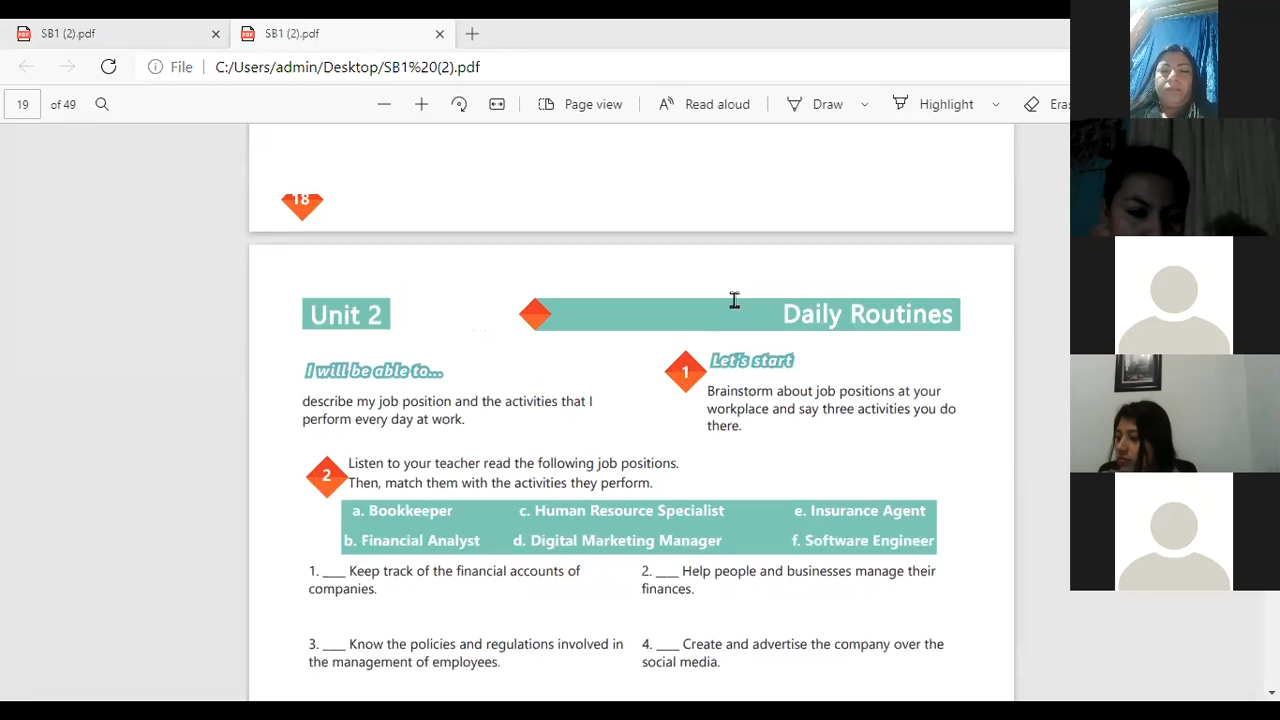 SB1 (2).pdf
SB1 (2).pdf
File C:/Users/admin/Desktop/SB1%20(2).pdf
19 of 49
Page view
Read aloud
Draw
Highlight
Eras
18
Unit 2
Daily Routines
I will be able to...
describe my job position and the activities that I
perform every day at work.
1
Let's start
Brainstorm about job positions at your
workplace and say three activities you do
there.
2
Listen to your teacher read the following job positions.
Then, match them with the activities they perform.
a. Bookkeeper c. Human Resource Specialist e. Insurance Agent
b. Financial Analyst d. Digital Marketing Manager f. Software Engineer
1. ___ Keep track of the financial accounts of
companies.
2. ___ Help people and businesses manage their
finances.
3. ___ Know the policies and regulations involved in
the management of employees.
4. ___ Create and advertise the company over the
social media.